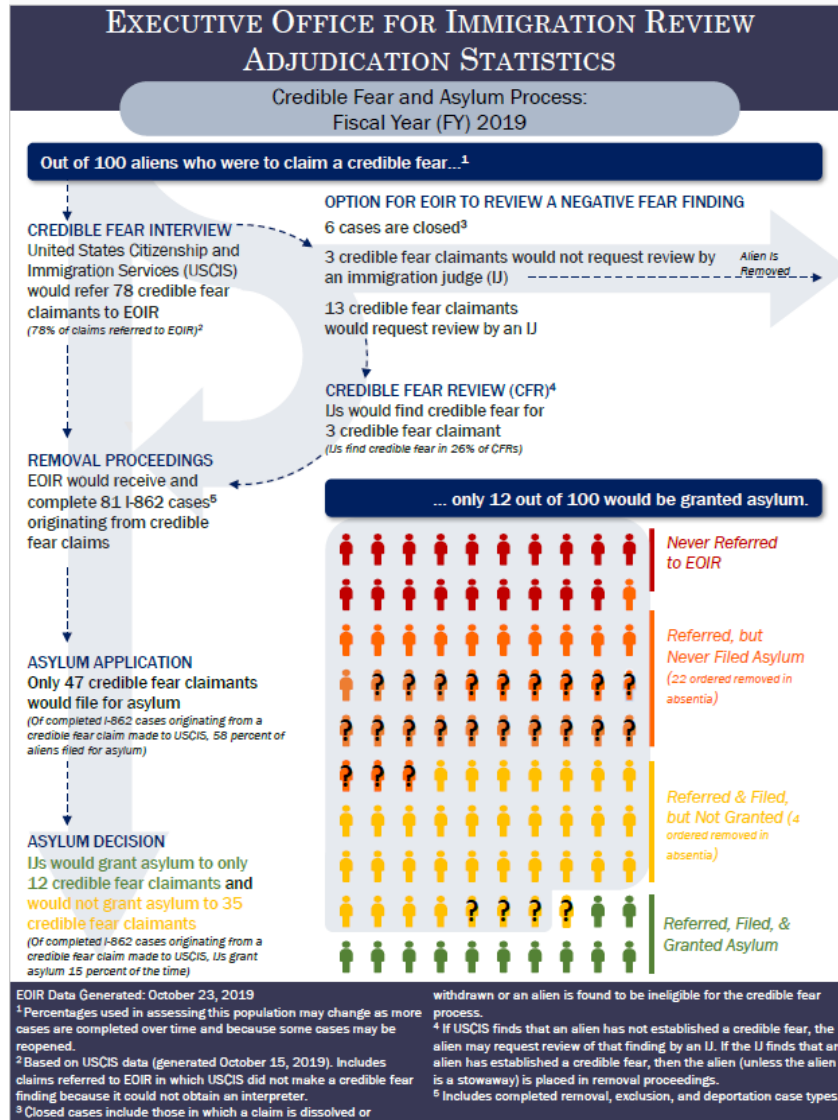 EXECUTIVE OFFICE FOR IMMIGRATION REVIEW
ADJUDICATION STATISTICS
Credible Fear and Asylum Process:
Fiscal Year (FY) 2019
Out of 100 aliens who were to claim a credible fear...1
CREDIBLE FEAR INTERVIEW
United States Citizenship and
Immigration Services (USCIS)
would refer 78 credible fear
claimants to EOIR
(78% of claims referred to EOIR)2
OPTION FOR EOIR TO REVIEW A NEGATIVE FEAR FINDING
6 cases are closed3
3 credible fear claimants would not request review by
an immigration judge (IJ)
Alien Is
Removed
13 credible fear claimants
would request review by an IJ
CREDIBLE FEAR REVIEW (CFR)4
IJs would find credible fear for
3 credible fear claimant
(IJs find credible fear in 26% of CFRs)
REMOVAL PROCEEDINGS
EOIR would receive and
complete 81 I-862 cases5
originating from credible
fear claims
... only 12 out of 100 would be granted asylum.
Never Referred
to EOIR
Referred, but
Never Filed Asylum
(22 ordered removed in
absentia)
? ? ? ? ? ? ? ? ?
? ? ? ? ? ? ? ? ? ?
? ? ?
ASYLUM APPLICATION
Only 47 credible fear claimants
would file for asylum
(Of completed I-862 cases originating from a
credible fear claim made to USCIS, 58 percent of
aliens filed for asylum)
Referred & Filed,
but Not Granted (4
ordered removed in
absentia)
? ? ? ?
ASYLUM DECISION
IJs would grant asylum to only
12 credible fear claimants and
would not grant asylum to 35
credible fear claimants
(Of completed I-862 cases originating from a
credible fear claim made to USCIS, IJs grant
asylum 15 percent of the time)
Referred, Filed, &
Granted Asylum
EOIR Data Generated: October 23, 2019
1 Percentages used in assessing this population may change as more
cases are completed over time and because some cases may be
reopened.
2 Based on USCIS data (generated October 15, 2019). Includes
claims referred to EOIR in which USCIS did not make a credible fear
finding because it could not obtain an interpreter.
3 Closed cases include those in which a claim is dissolved or
withdrawn or an alien is found to be ineligible for the credible fear
process.
4 If USCIS finds that an alien has not established a credible fear, the
alien may request review of that finding by an IJ. If the IJ finds that an
alien has established a credible fear, then the alien (unless the alien
is a stowaway) is placed in removal proceedings.
5 Includes completed removal, exclusion, and deportation case types